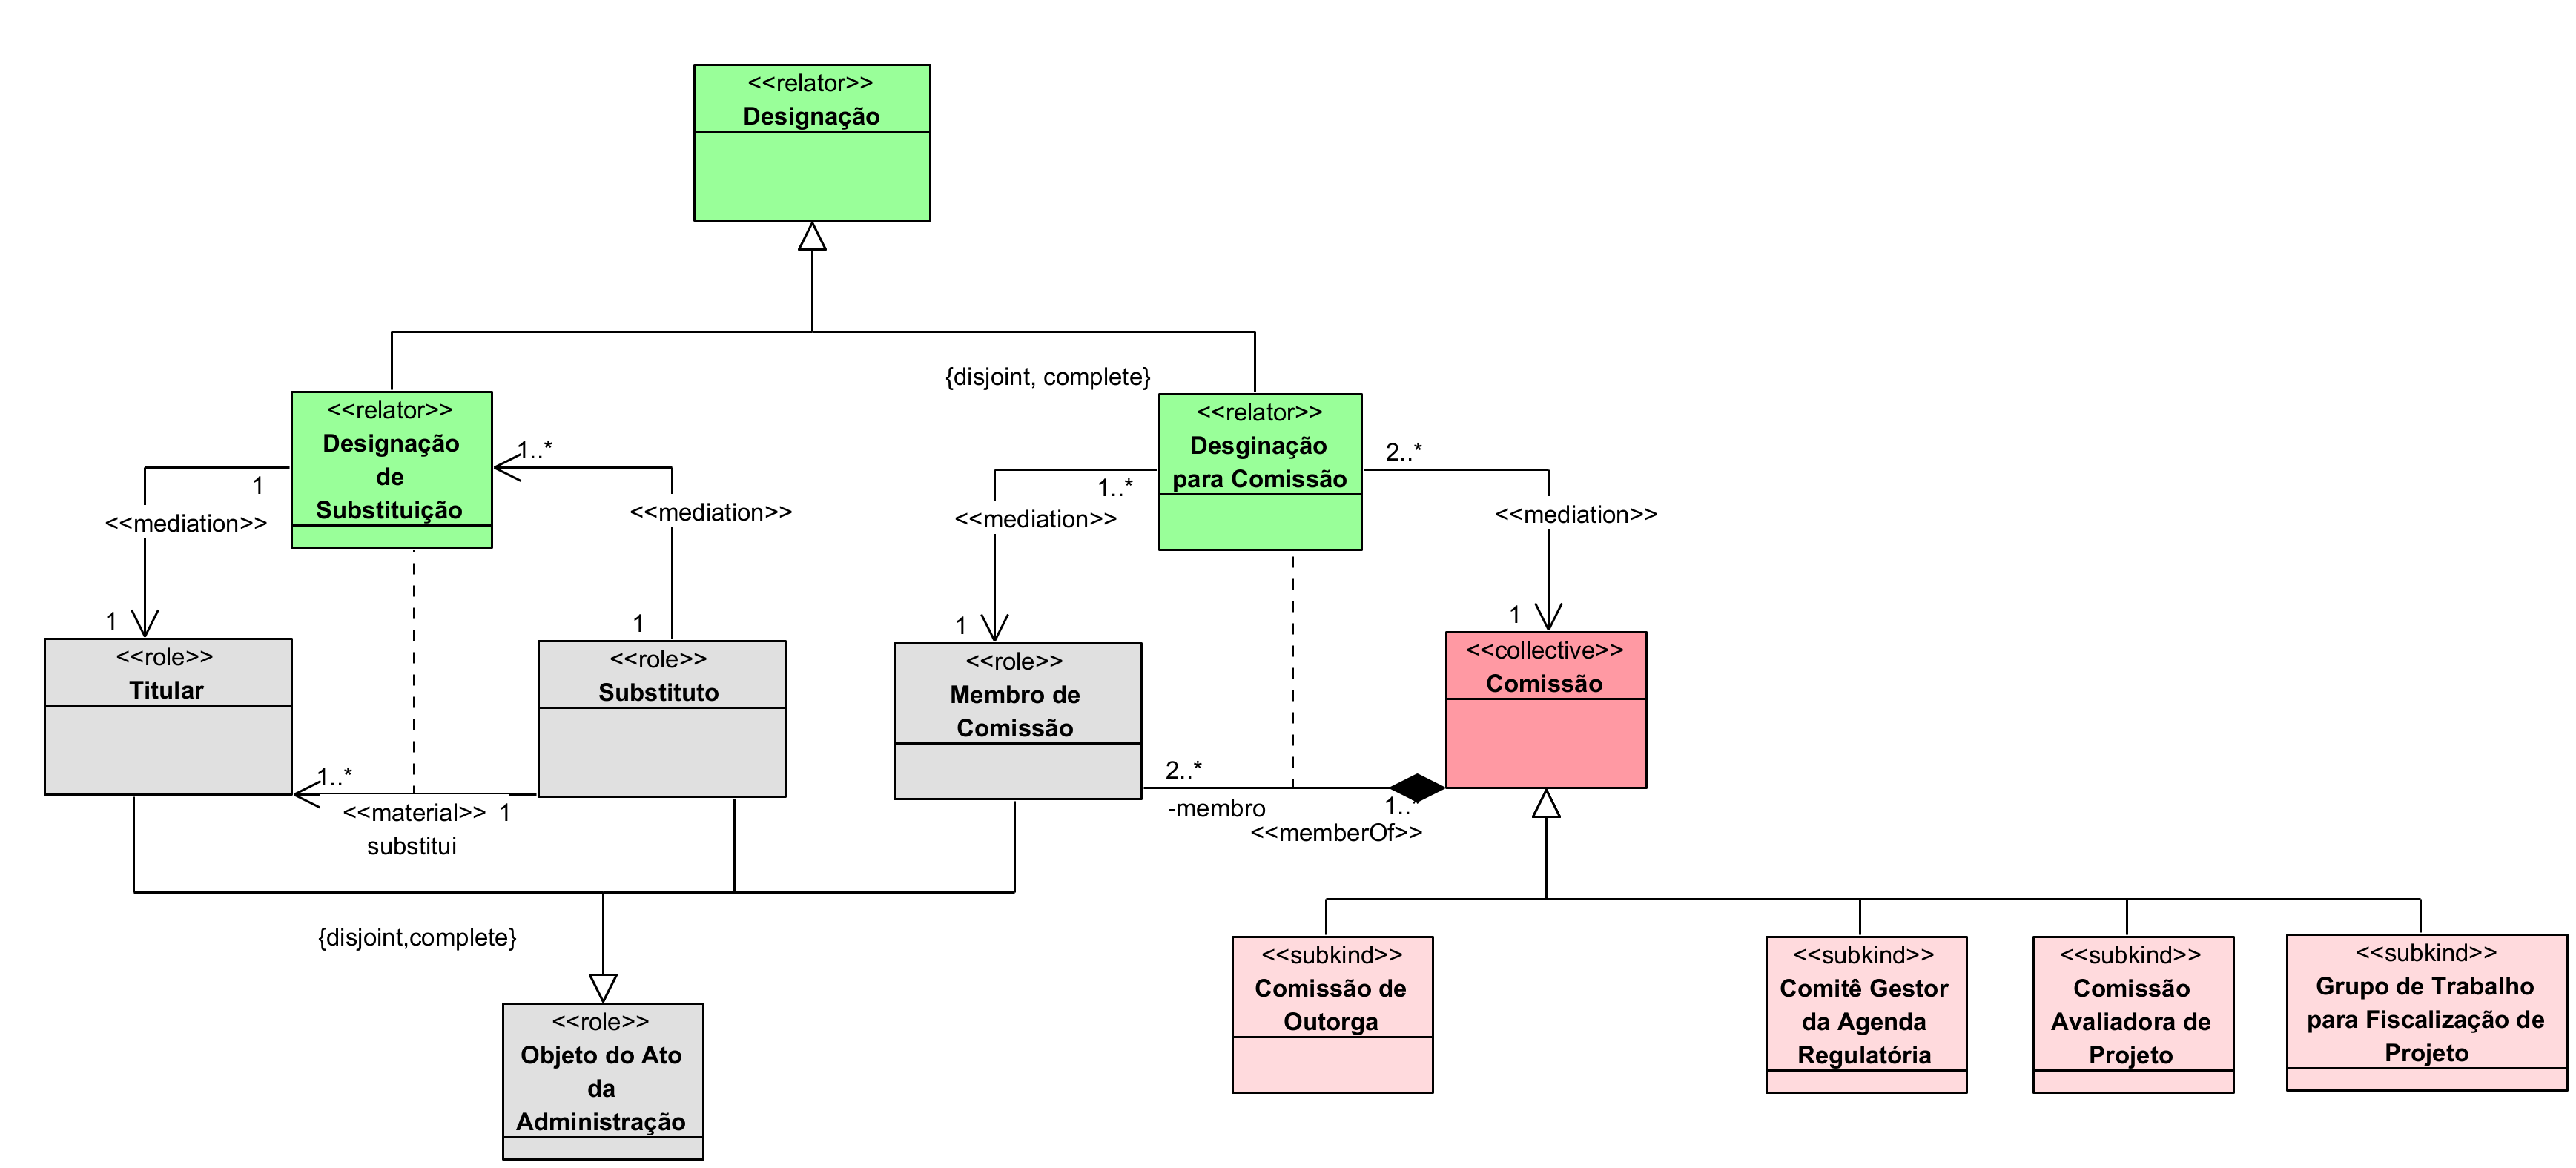 <<relator>>
Designação
{disjoint, complete}
<<relator>>
Designação
de
Substituição
1..*
1
<<mediation>>
<<mediation>>
1
1
<<relator>>
Desginação
para Comissão
2..*
1..*
<<mediation>>
<<mediation>>
1
1
<<role>>
Titular
<<role>>
Substituto
<<role>>
Membro de
Comissão
<<collective>>
Comissão
1..*
<<material>> 1
substitui
2..*
-membro
1..*
<<memberOf>>
{disjoint,complete}
<<role>>
Objeto do Ato
da
Administração
<<subkind>>
Comissão de
Outorga
<<subkind>>
Comitê Gestor
da Agenda
Regulatória
<<subkind>>
Comissão
Avaliadora de
Projeto
<<subkind>>
Grupo de Trabalho
para Fiscalização de
Projeto